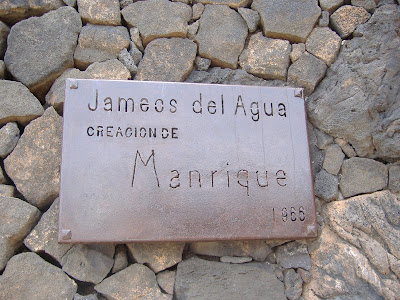 Jameos del Agua
CREACION DE
Manrique
1966